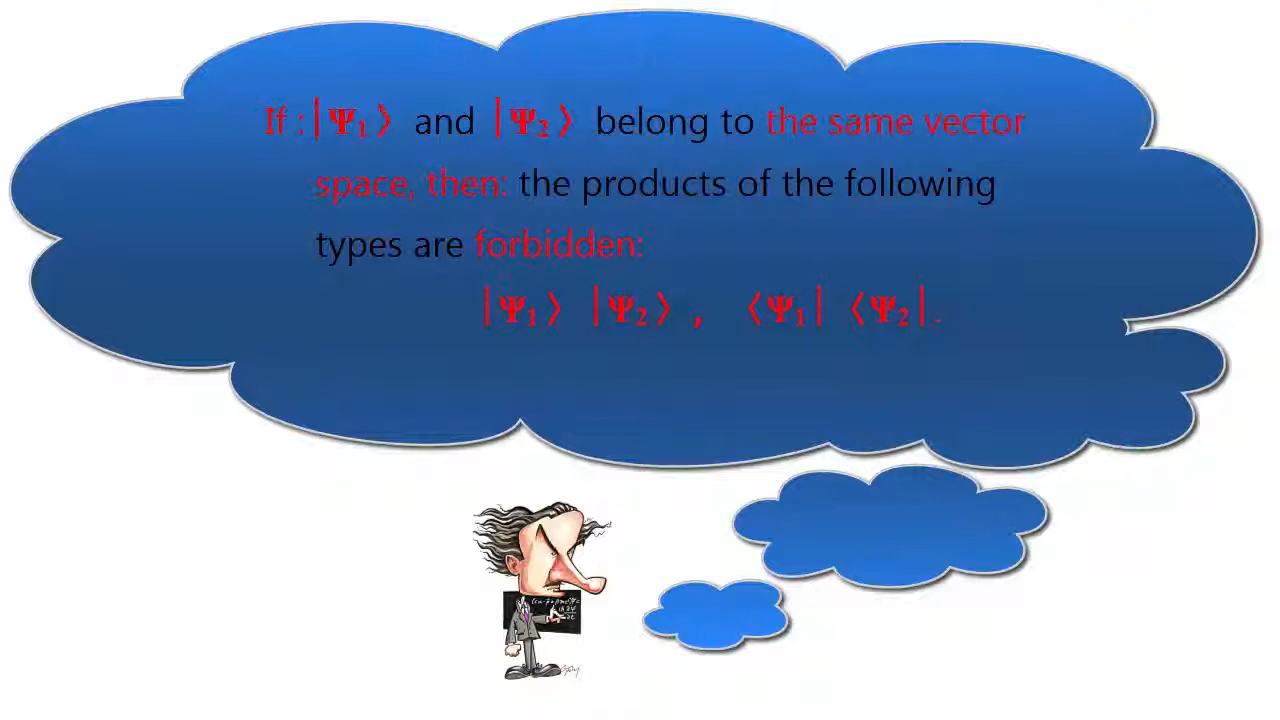 If :|Ψ₁⟩ and |Ψ₂⟩ belong to the same vector
space, then: the products of the following
types are forbidden:
|Ψ₁⟩ |Ψ₂⟩ , ⟨Ψ₁| ⟨Ψ₂|.